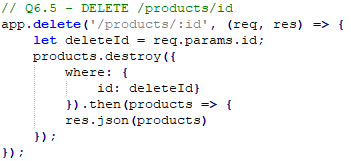 // Q6.5 - DELETE /products/id
app.delete('/products/:id', (req, res) => {
    let deleteId = req.params.id;
    products.destroy({
        where: {
            id: deleteId}
        }).then(products => {
        res.json(products)
    });
});